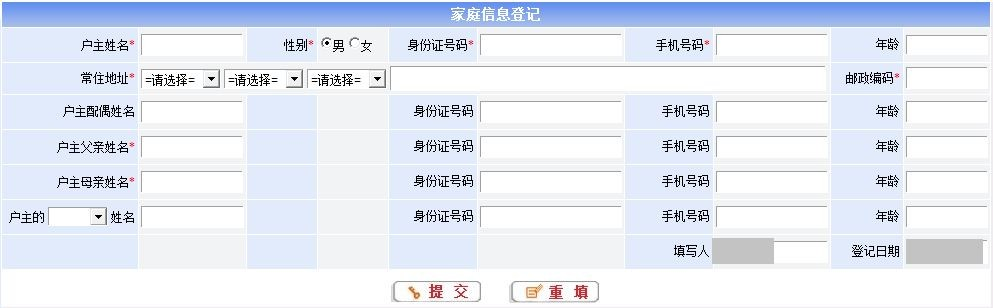 家庭信息登记
户主姓名* 性别* 男 女 身份证号码* 手机号码* 年龄
常住地址* =请选择= =请选择= =请选择= 邮政编码*
户主配偶姓名 身份证号码 手机号码 年龄
户主父亲姓名* 身份证号码 手机号码 年龄
户主母亲姓名* 身份证号码 手机号码 年龄
户主的 姓名 身份证号码 手机号码 年龄
填写人 登记日期
提 交 重 填